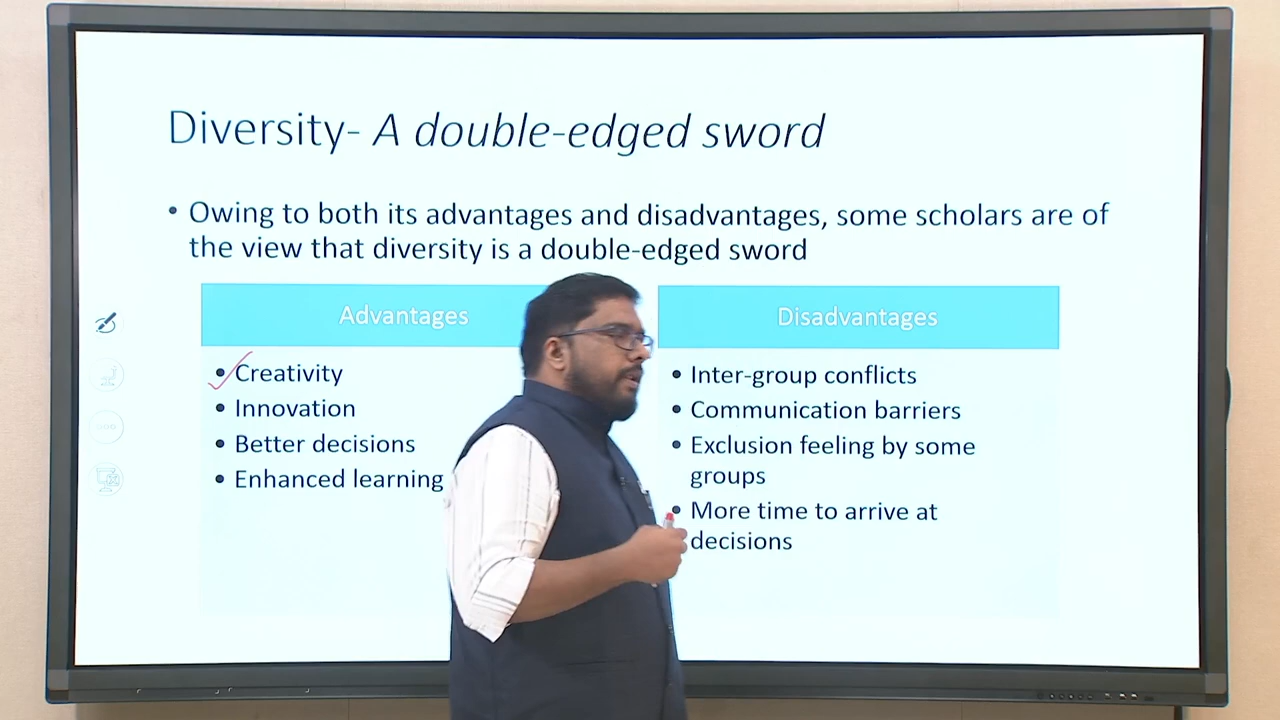 Diversity- A double-edged sword
• Owing to both its advantages and disadvantages, some scholars are of
the view that diversity is a double-edged sword
Advantages
• Creativity
• Innovation
• Better decisions
• Enhanced learning
Disadvantages
• Inter-group conflicts
• Communication barriers
• Exclusion feeling by some
groups
• More time to arrive at
decisions